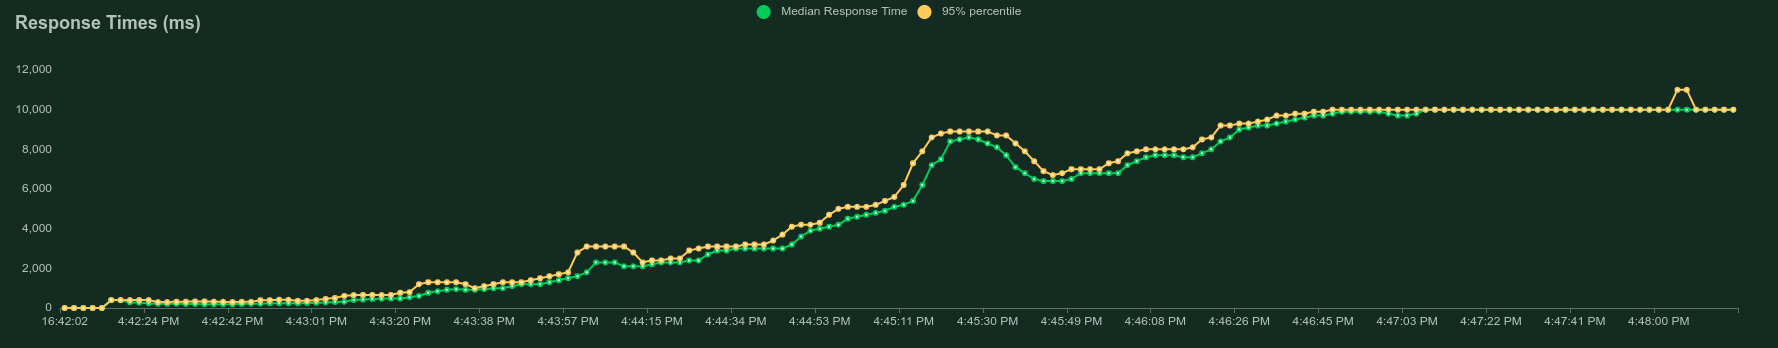 Response Times (ms)
Median Response Time 95% percentile
12,000
10,000
8,000
6,000
4,000
2,000
0
16:42:02 4:42:24 PM 4:42:42 PM 4:43:01 PM 4:43:20 PM 4:43:38 PM 4:43:57 PM 4:44:15 PM 4:44:34 PM 4:44:53 PM 4:45:11 PM 4:45:30 PM 4:45:49 PM 4:46:08 PM 4:46:26 PM 4:46:45 PM 4:47:03 PM 4:47:22 PM 4:47:41 PM 4:48:00 PM